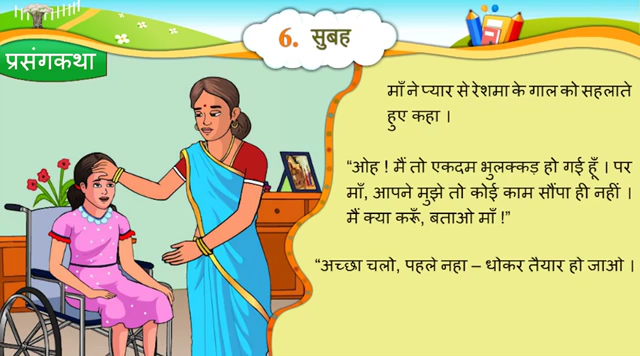 6. सुबह
प्रसंगकथा
माँ ने प्यार से रेशमा के गाल को सहलाते
हुए कहा ।
“ओह ! मैं तो एकदम भुलक्कड़ हो गई हूँ । पर
माँ, आपने मुझे तो कोई काम सौंपा ही नहीं ।
मैं क्या करूँ, बताओ माँ !”
“अच्छा चलो, पहले नहा – धोकर तैयार हो जाओ ।